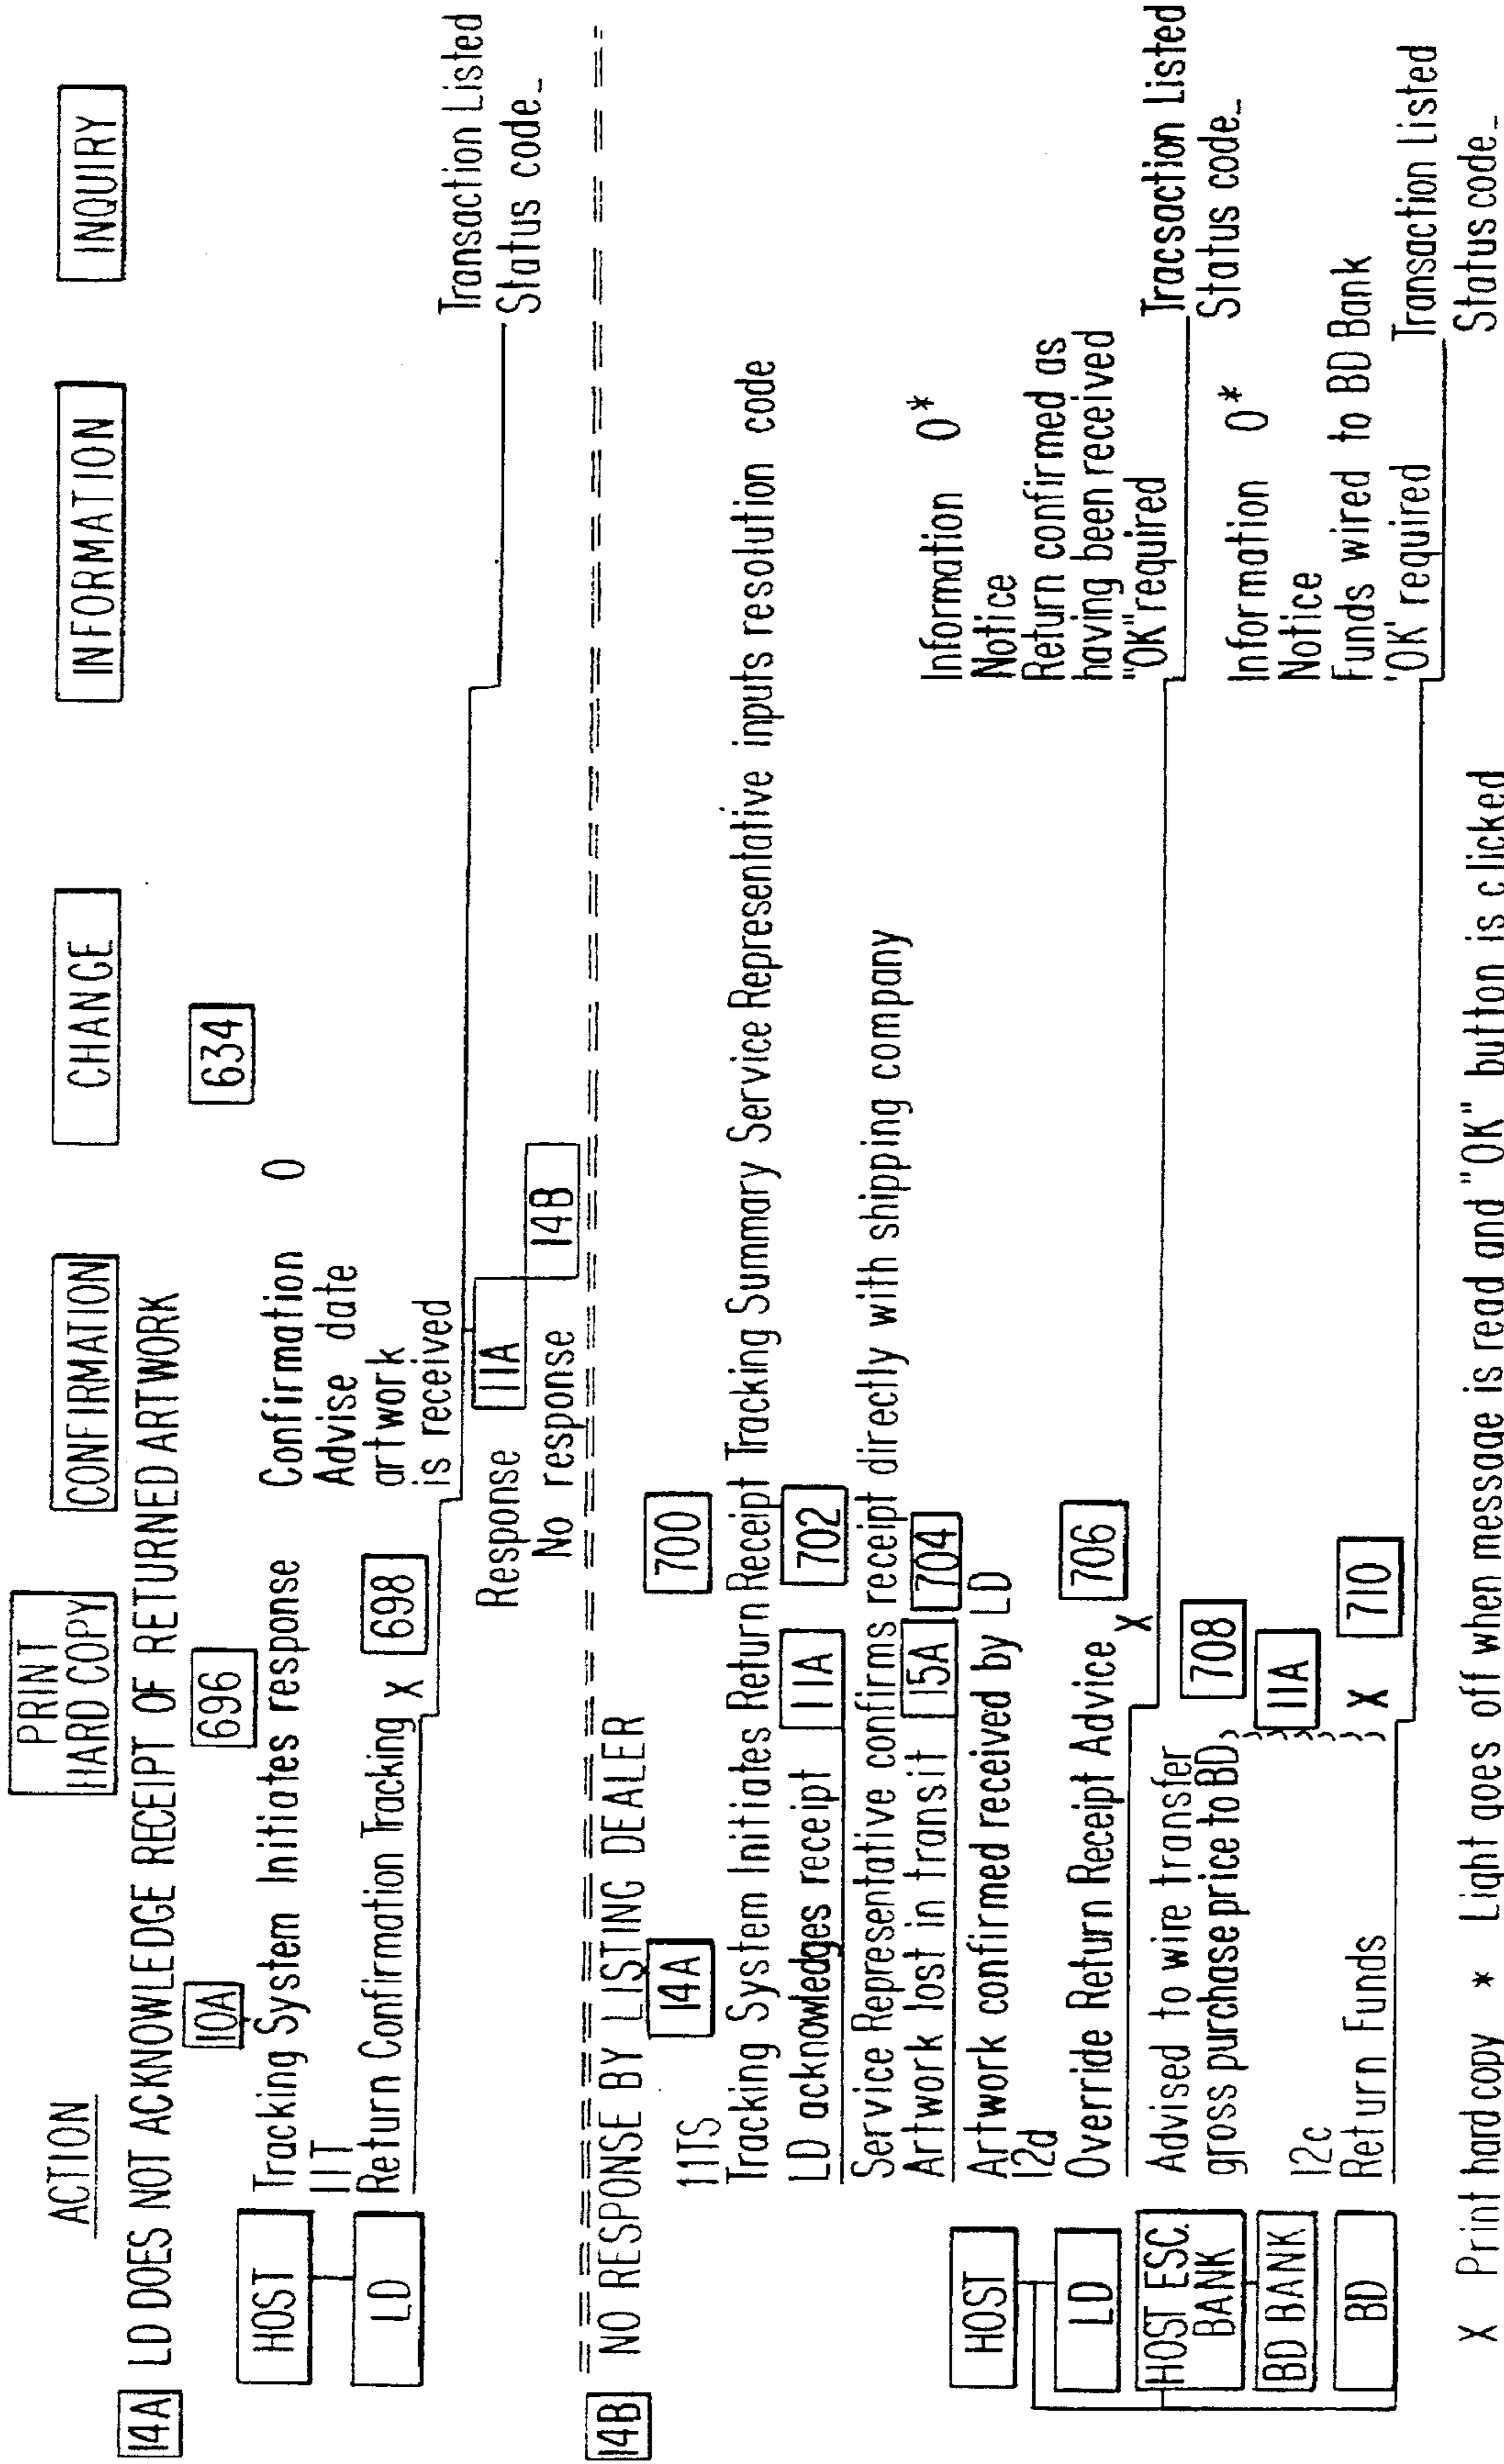 ACTION
PRINT
HARD COPY
CONFIRMATION
CHANGE
INFORMATION
INQUIRY
14A LD DOES NOT ACKNOWLEDGE RECEIPT OF RETURNED ARTWORK
10A
696
634
HOST
Tracking System Initiates response
11T
Confirmation O
Advise date
artwork
is received
LD
Return Confirmation Tracking X 698
Transaction Listed
Status code_
Response 11A
No response 14B
14B NO RESPONSE BY LISTING DEALER
14A
700
11TS
Tracking System Initiates Return Receipt Tracking Summary Service Representative inputs resolution code
LD acknowledges receipt 11A
702
Service Representative confirms receipt directly with shipping company
Artwork lost in transit 15A 704
HOST
Artwork confirmed received by LD
12d
Information O*
Notice
Return confirmed as
having been received
"OK" required
LD
Override Return Receipt Advice X 706
Tracsaction Listed
Status code_
HOST ESC.
BANK
Advised to wire transfer
gross purchase price to BD
708
BD BANK
11A
Information O*
Notice
Funds wired to BD Bank
'OK' required
BD
12c
Return Funds X 710
Transaction Listed
Status code_
X Print hard copy * Light goes off when message is read and "OK" button is clicked